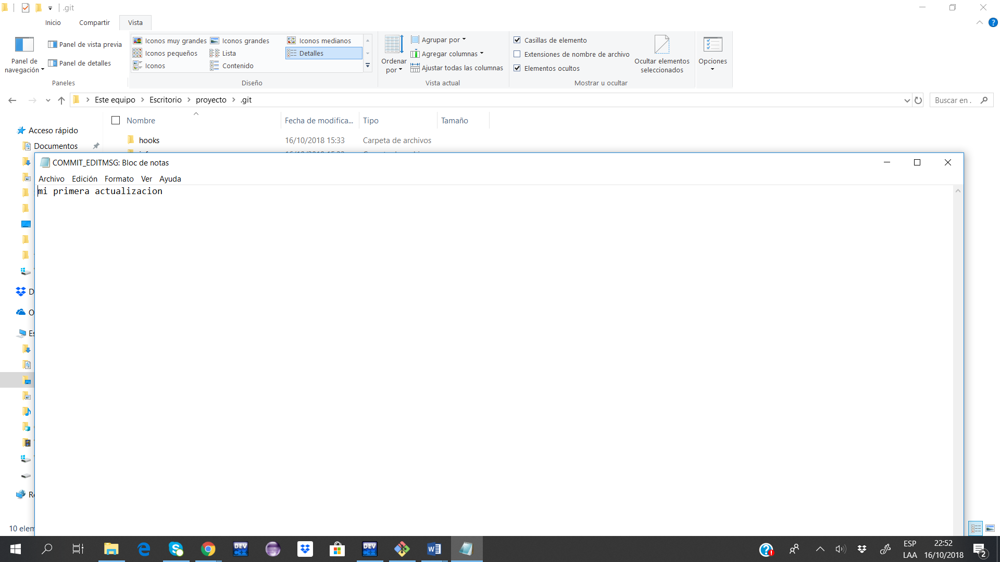 .git
Inicio Compartir Vista
Panel de navegación
Panel de vista previa
Panel de detalles
Paneles
Iconos muy grandes Iconos grandes Iconos medianos
Iconos pequeños Lista Detalles
Iconos Contenido
Diseño
Ordenar por
Agrupar por
Agregar columnas
Ajustar todas las columnas
Vista actual
Casillas de elemento
Extensiones de nombre de archivo
Elementos ocultos
Ocultar elementos seleccionados
Mostrar u ocultar
Opciones
Este equipo Escritorio proyecto .git
Buscar en .
Nombre Fecha de modifica... Tipo Tamaño
Acceso rápido
hooks 16/10/2018 15:33 Carpeta de archivos
Documentos
COMMIT_EDITMSG: Bloc de notas
Archivo Edición Formato Ver Ayuda
mi primera actualizacion
10 elem
DEV C++
DEV C++
ESP
LAA
22:52
16/10/2018
2